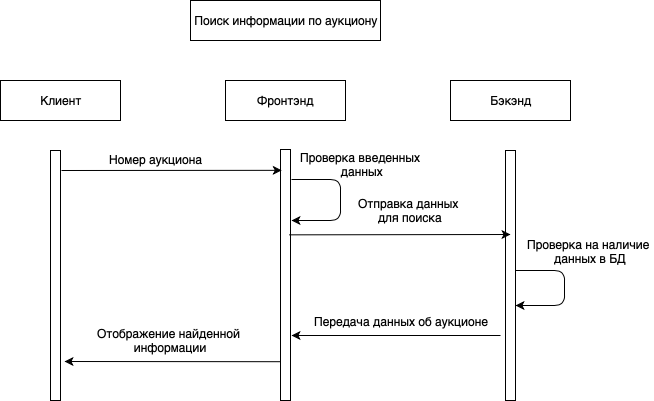 Поиск информации по аукциону
Клиент
Фронтэнд
Бэкэнд
Номер аукциона
Проверка введенных
данных
Отправка данных
для поиска
Проверка на наличие
данных в БД
Передача данных об аукционе
Отображение найденной
информации